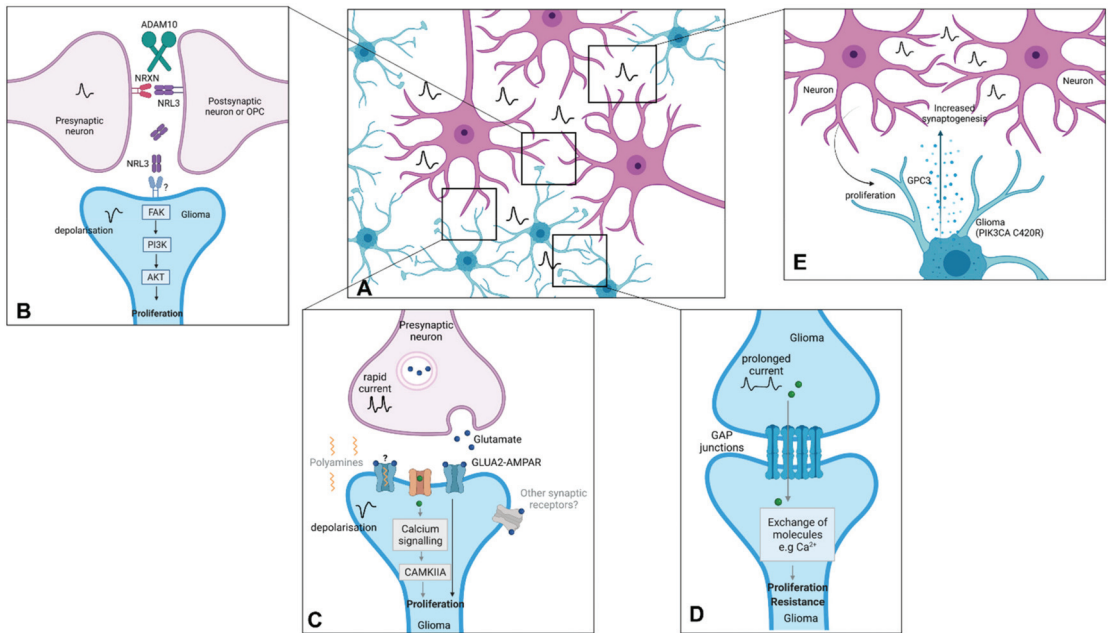 ADAM10
NRXN
NRL3
Presynaptic
neuron
Postsynaptic
neuron or OPC
NRL3
?
FAK
Glioma
depolarisation
PI3K
AKT
Proliferation
B
A
Neuron
Neuron
Increased
synaptogenesis
GPC3
proliferation
Glioma
(PIK3CA C420R)
E
Presynaptic
neuron
rapid
current
Glutamate
Polyamines
?
GLUA2-AMPAR
Other synaptic
receptors?
depolarisation
Calcium
signalling
CAMKIIA
Proliferation
Glioma
C
Glioma
prolonged
current
GAP
junctions
Exchange of
molecules
e.g Ca²⁺
Proliferation
Resistance
Glioma
D